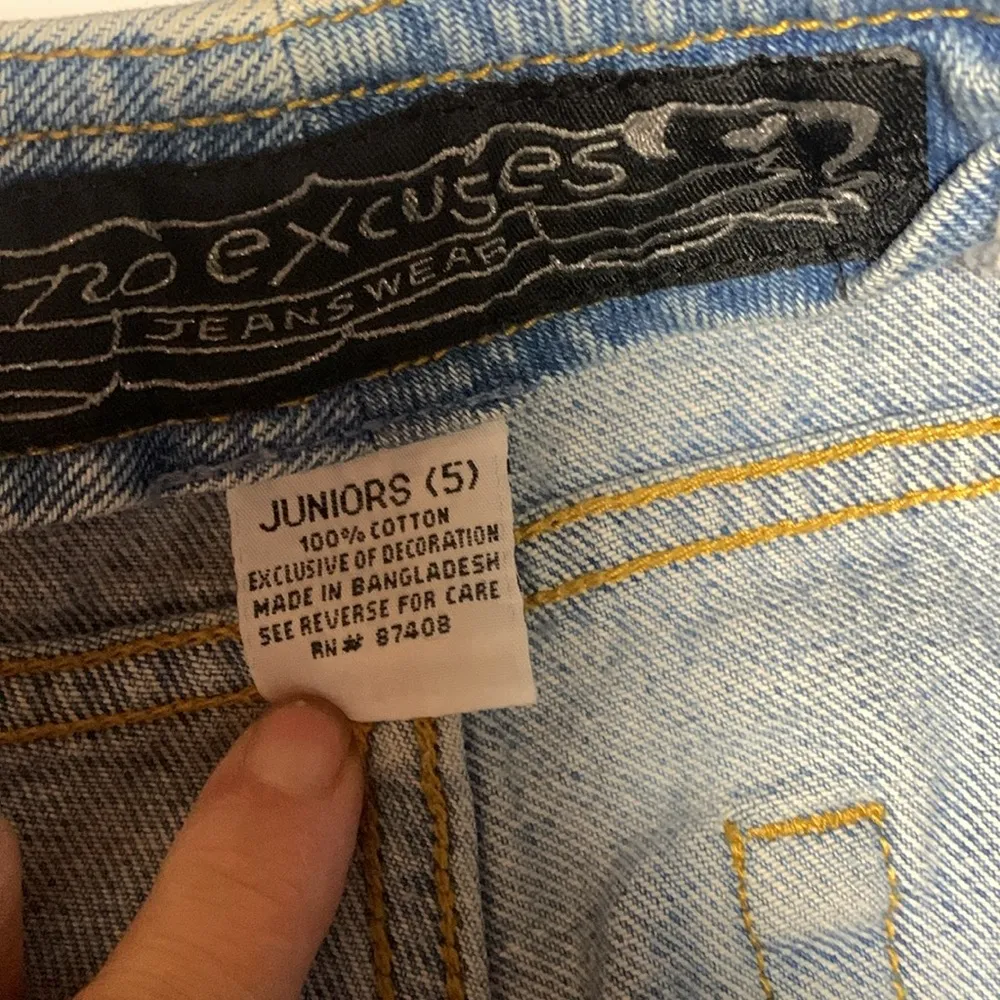 no excuses
JEANSWEAR
JUNIORS (5)
100% COTTON
EXCLUSIVE OF DECORATION
MADE IN BANGLADESH
SEE REVERSE FOR CARE
RN# 87408